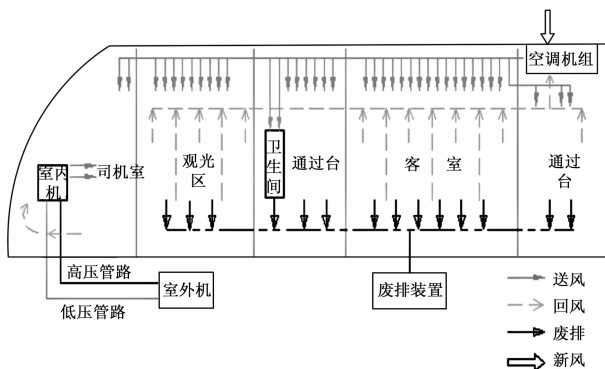 空调机组
卫生间
观光区
通过台
客室
通过台
室内机
司机室
高压管路
低压管路
室外机
废排装置
送风
回风
废排
新风